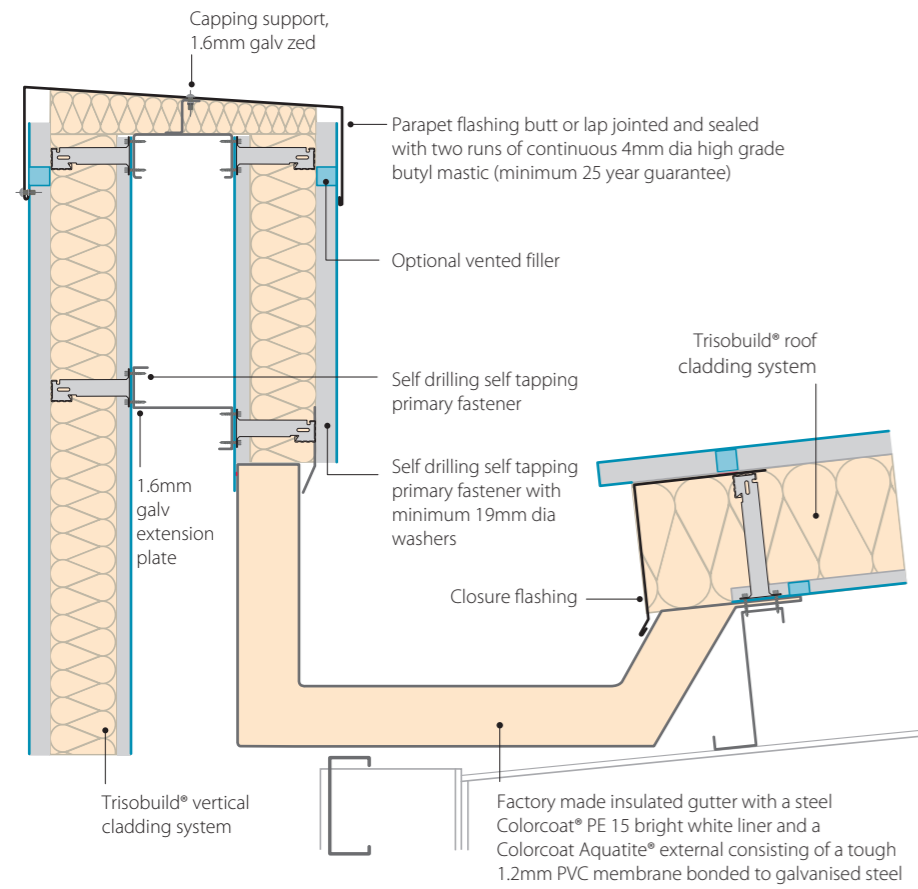 Capping support,
1.6mm galv zed
Parapet flashing butt or lap jointed and sealed
with two runs of continuous 4mm dia high grade
butyl mastic (minimum 25 year guarantee)
Optional vented filler
Trisobuild® roof
cladding system
Self drilling self tapping
primary fastener
Self drilling self tapping
primary fastener with
minimum 19mm dia
washers
1.6mm
galv
extension
plate
Closure flashing
Trisobuild® vertical
cladding system
Factory made insulated gutter with a steel
Colorcoat® PE 15 bright white liner and a
Colorcoat Aquatite® external consisting of a tough
1.2mm PVC membrane bonded to galvanised steel